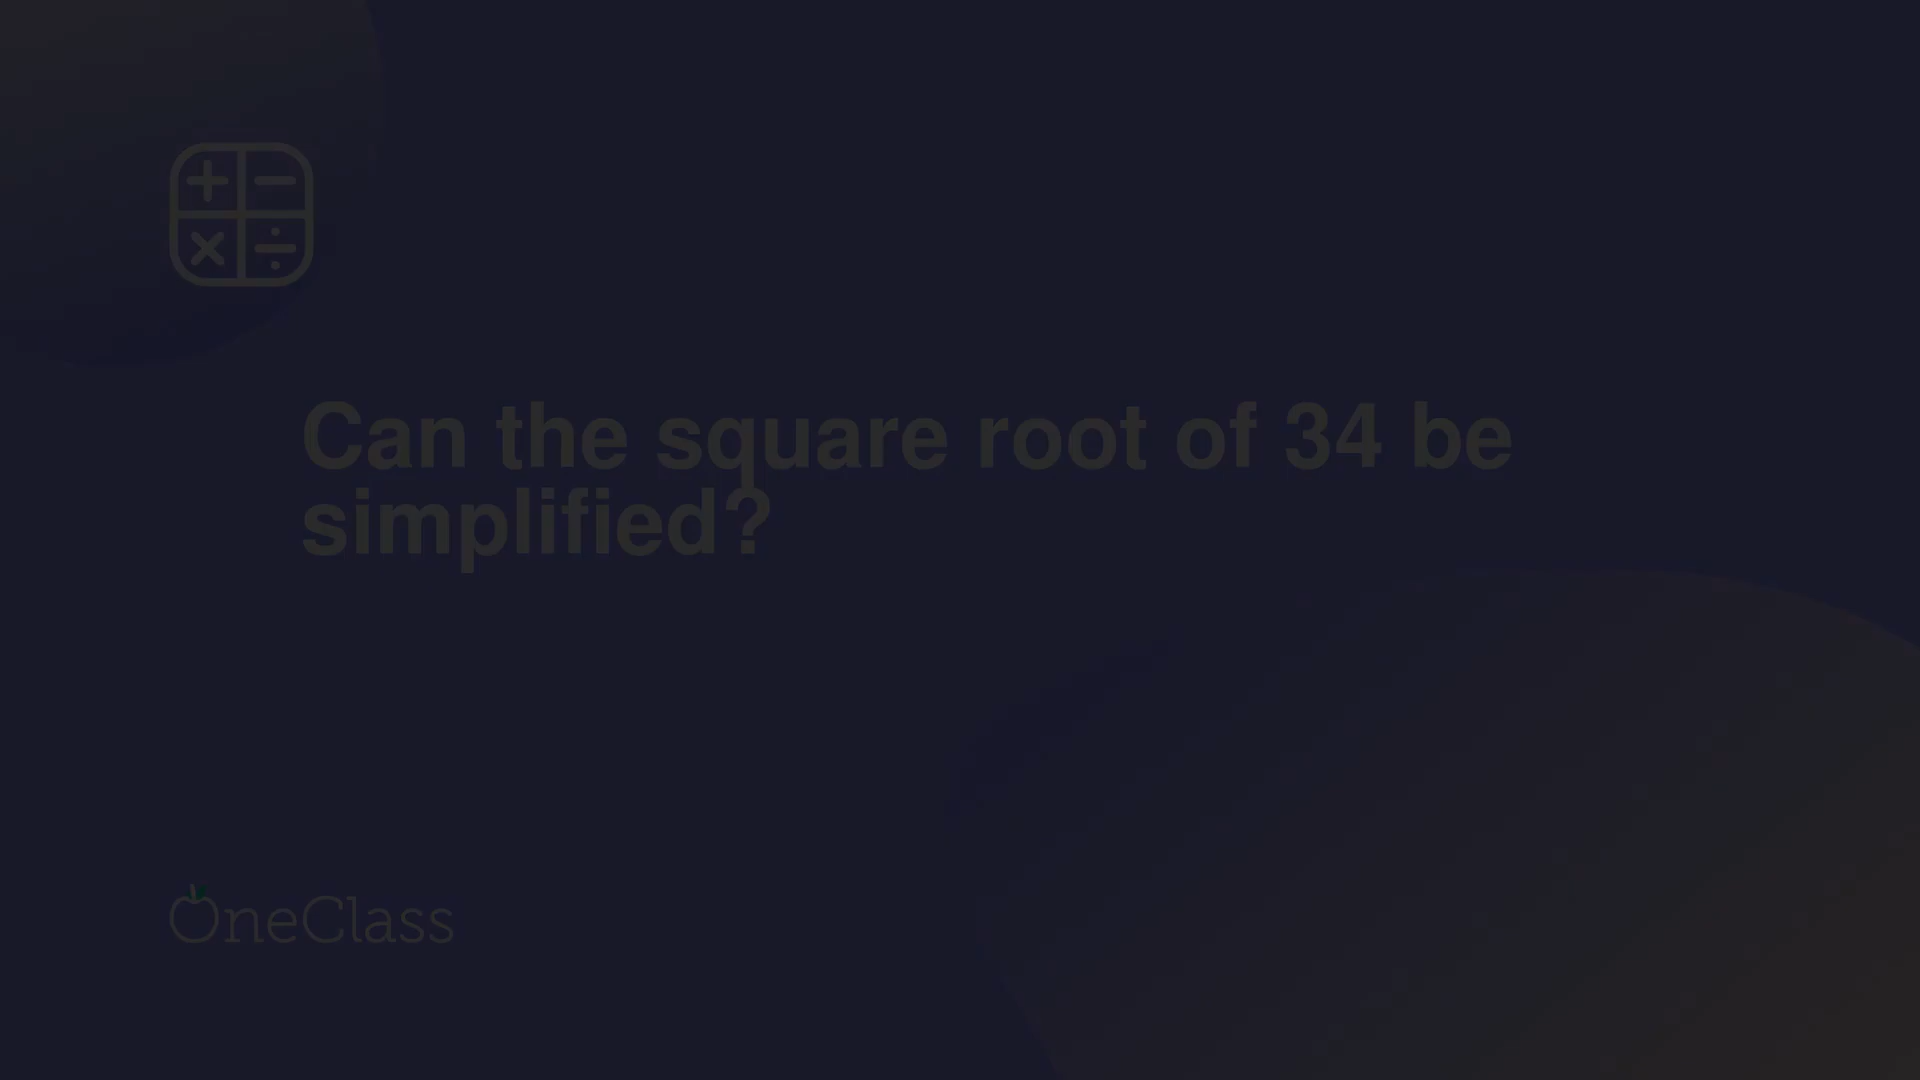 Can the square root of 34 be
simplified?
OneClass